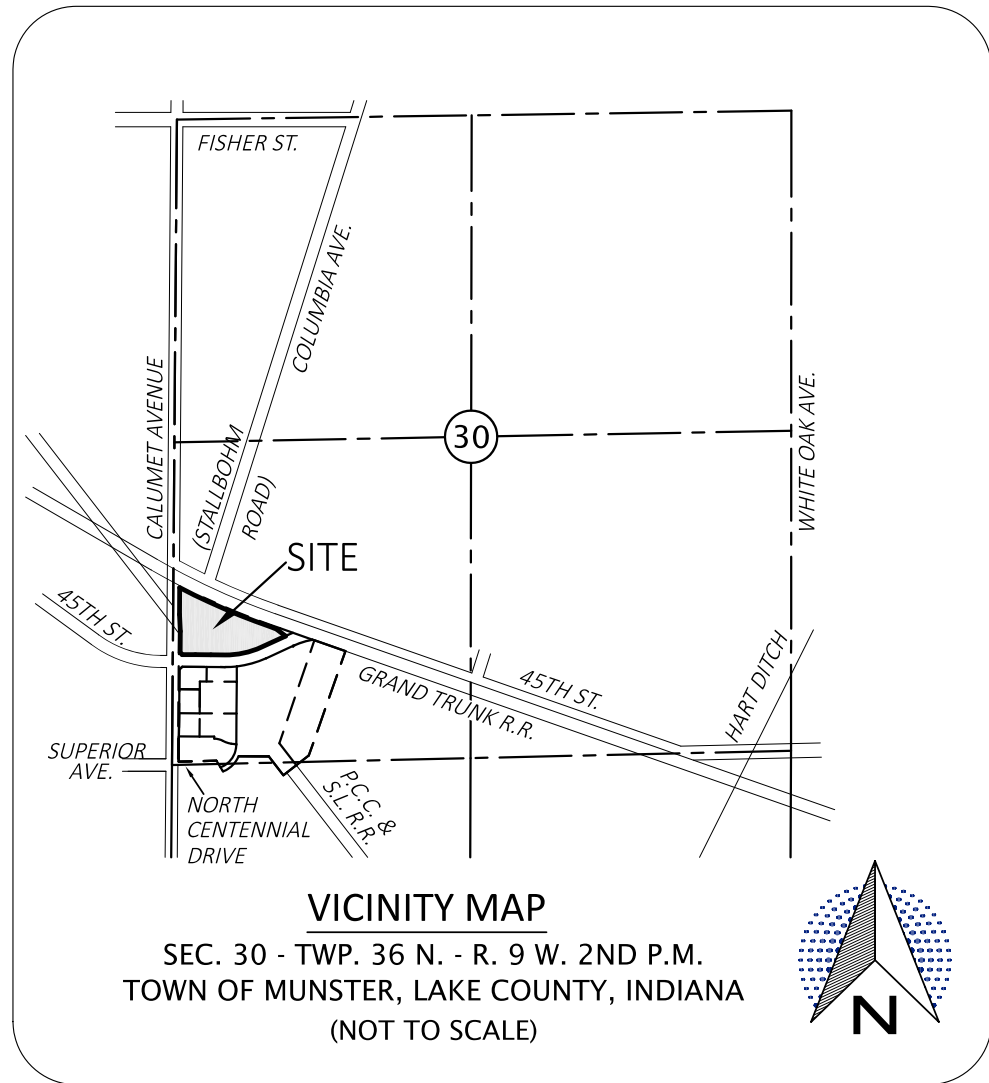 FISHER ST.
COLUMBIA AVE.
CALUMET AVENUE
WHITE OAK AVE.
30
(STALLBOHM
ROAD)
SITE
45TH ST.
GRAND TRUNK R.R.
45TH ST.
HART DITCH
SUPERIOR
AVE.
P.C.C. &
S.L. R.R.
NORTH
CENTENNIAL
DRIVE
VICINITY MAP
SEC. 30 - TWP. 36 N. - R. 9 W. 2ND P.M.
TOWN OF MUNSTER, LAKE COUNTY, INDIANA
(NOT TO SCALE)
N